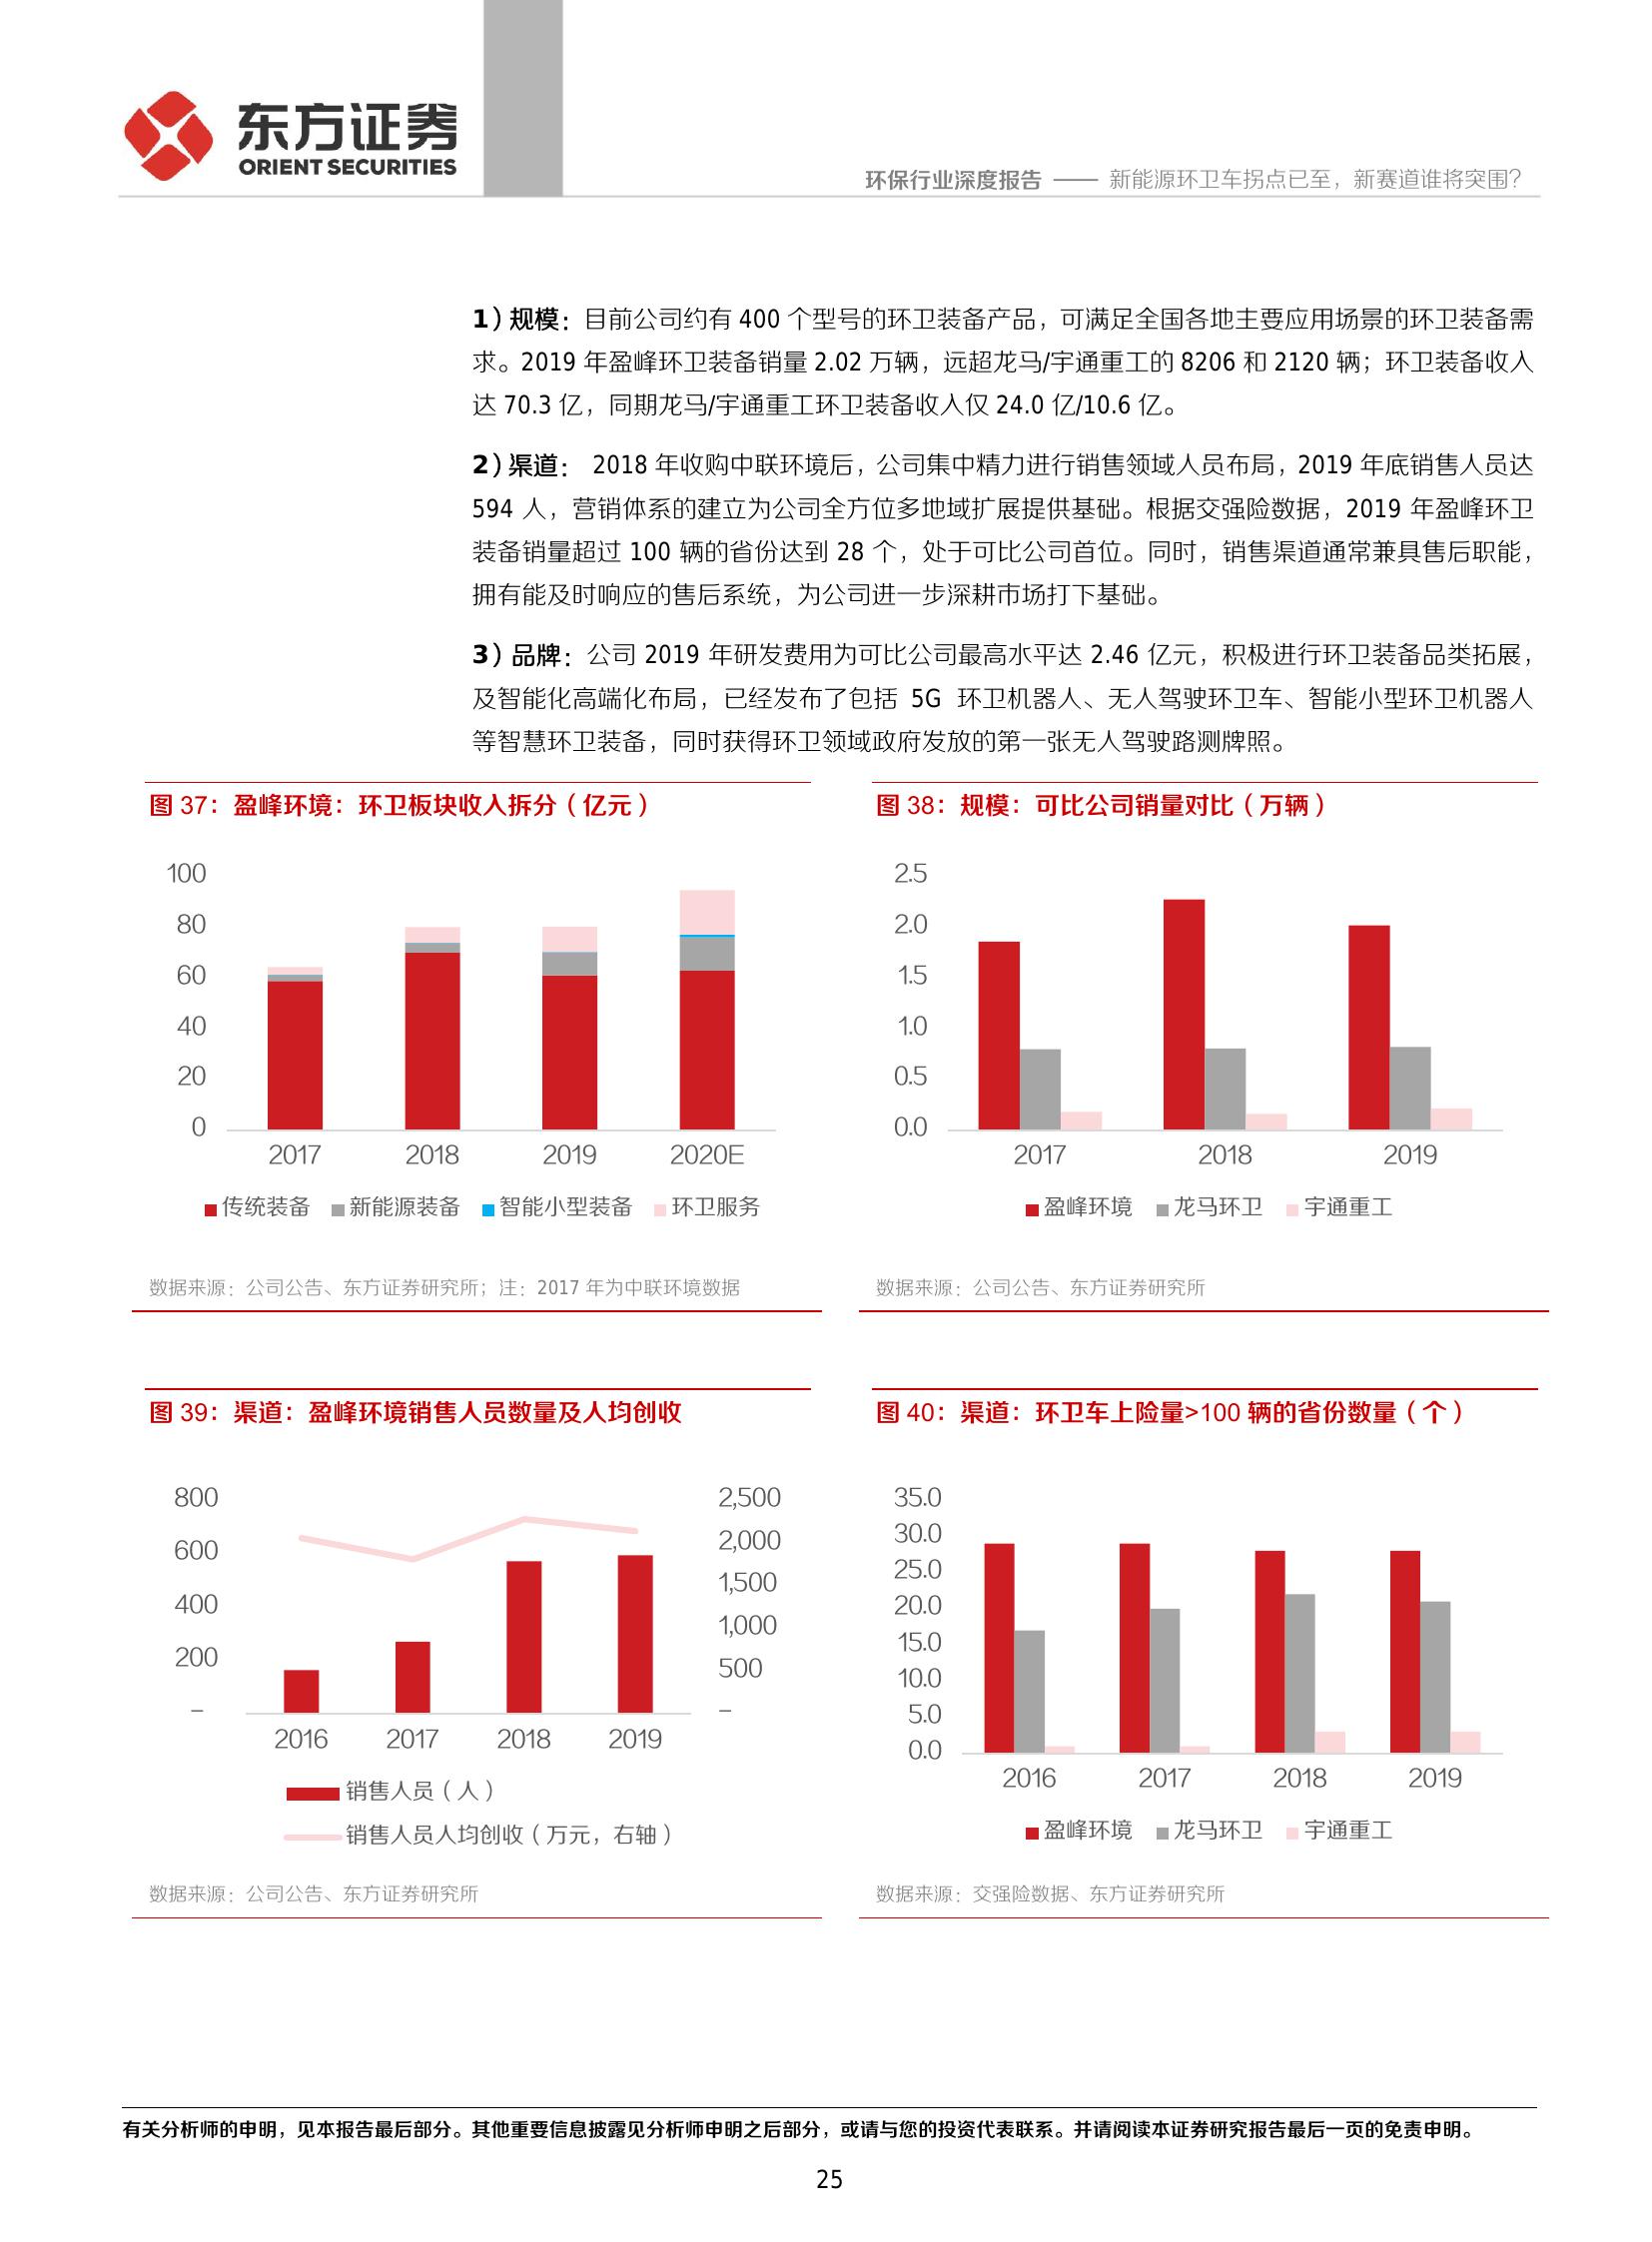 东方证券
ORIENT SECURITIES
环保行业深度报告 —— 新能源环卫车拐点已至，新赛道谁将突围？
1）规模：目前公司约有 400 个型号的环卫装备产品，可满足全国各地主要应用场景的环卫装备需
求。2019 年盈峰环卫装备销量 2.02 万辆，远超龙马/宇通重工的 8206 和 2120 辆；环卫装备收入
达 70.3 亿，同期龙马/宇通重工环卫装备收入仅 24.0 亿/10.6 亿。
2）渠道： 2018 年收购中联环境后，公司集中精力进行销售领域人员布局，2019 年底销售人员达
594 人，营销体系的建立为公司全方位多地域扩展提供基础。根据交强险数据，2019 年盈峰环卫
装备销量超过 100 辆的省份达到 28 个，处于可比公司首位。同时，销售渠道通常兼具售后职能，
拥有能及时响应的售后系统，为公司进一步深耕市场打下基础。
3）品牌：公司 2019 年研发费用为可比公司最高水平达 2.46 亿元，积极进行环卫装备品类拓展，
及智能化高端化布局，已经发布了包括 5G 环卫机器人、无人驾驶环卫车、智能小型环卫机器人
等智慧环卫装备，同时获得环卫领域政府发放的第一张无人驾驶路测牌照。
图 37：盈峰环境：环卫板块收入拆分（亿元）
100
80
60
40
20
0
2017 2018 2019 2020E
传统装备 新能源装备 智能小型装备 环卫服务
数据来源：公司公告、东方证券研究所；注：2017 年为中联环境数据
图 38：规模：可比公司销量对比（万辆）
2.5
2.0
1.5
1.0
0.5
0.0
2017 2018 2019
盈峰环境 龙马环卫 宇通重工
数据来源：公司公告、东方证券研究所
图 39：渠道：盈峰环境销售人员数量及人均创收
800
600
400
200
–
2,500
2,000
1,500
1,000
500
–
2016 2017 2018 2019
销售人员（人）
销售人员人均创收（万元，右轴）
数据来源：公司公告、东方证券研究所
图 40：渠道：环卫车上险量>100 辆的省份数量（个）
35.0
30.0
25.0
20.0
15.0
10.0
5.0
0.0
2016 2017 2018 2019
盈峰环境 龙马环卫 宇通重工
数据来源：交强险数据、东方证券研究所
有关分析师的申明，见本报告最后部分。其他重要信息披露见分析师申明之后部分，或请与您的投资代表联系。并请阅读本证券研究报告最后一页的免责申明。
25